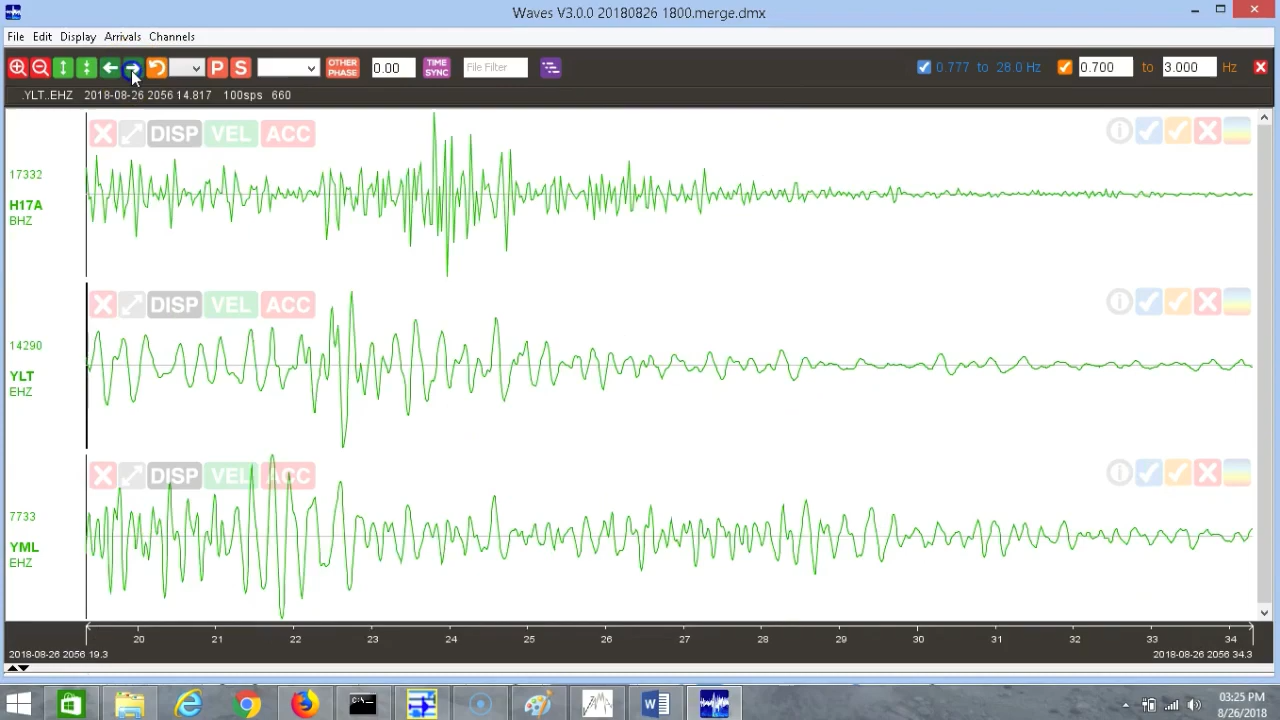 Waves V3.0.0 20180826 1800.merge.dmx
File Edit Display Arrivals Channels
P S OTHER PHASE 0.00 TIME SYNC File Filter 0.777 to 28.0 Hz 0.700 to 3.000 Hz
.YLT..EHZ 2018-08-26 2056 14.817 100sps 660
DISP VEL ACC
17332
H17A
BHZ
DISP VEL ACC
14290
YLT
EHZ
DISP VEL ACC
7733
YML
EHZ
20 21 22 23 24 25 26 27 28 29 30 31 32 33 34
2018-08-26 2056 19.3 2018-08-26 2056 34.3
03:25 PM
8/26/2018